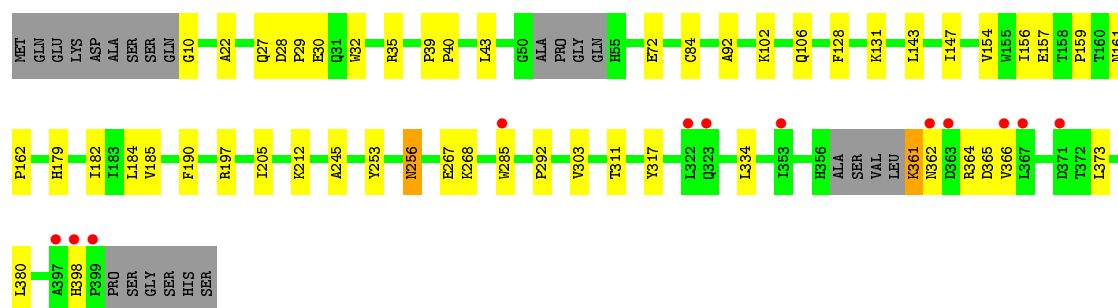 MET GLN GLU LYS ASP ALA SER SER GLN G10 A22 Q27 D28 P29 E30 Q31 W32 R35 P39 P40 L43 G50 ALA PRO GLY GLN H55 E72 C84 A92 K102 Q106 F128 K131 L143 I147 V154 W155 I156 E157 T158 P159 T160 N161
P162 H179 I182 I183 L184 V185 F190 R197 I205 K212 A245 Y253 N256 E267 K268 W285 P292 V303 T311 Y317 L322 Q323 L334 I353 H356 ALA SER VAL LEU K361 N362 D363 R364 D365 V366 L367 D371 T372 L373
L380 A397 H398 P399 PRO SER GLY SER HIS SER